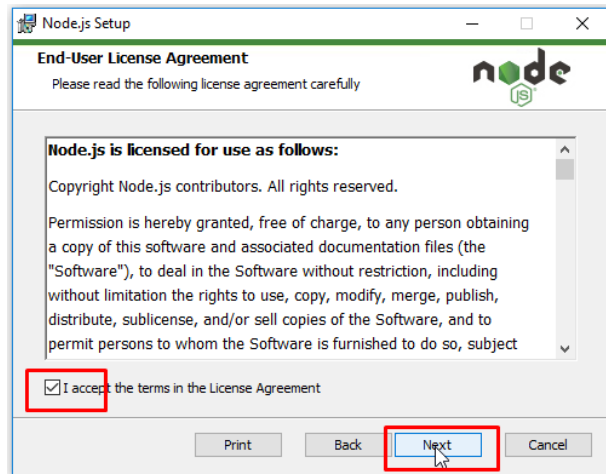 Node.js Setup
End-User License Agreement
Please read the following license agreement carefully
node
JS
Node.js is licensed for use as follows:
Copyright Node.js contributors. All rights reserved.
Permission is hereby granted, free of charge, to any person obtaining
a copy of this software and associated documentation files (the
"Software"), to deal in the Software without restriction, including
without limitation the rights to use, copy, modify, merge, publish,
distribute, sublicense, and/or sell copies of the Software, and to
permit persons to whom the Software is furnished to do so, subject
I accept the terms in the License Agreement
Print Back Next Cancel